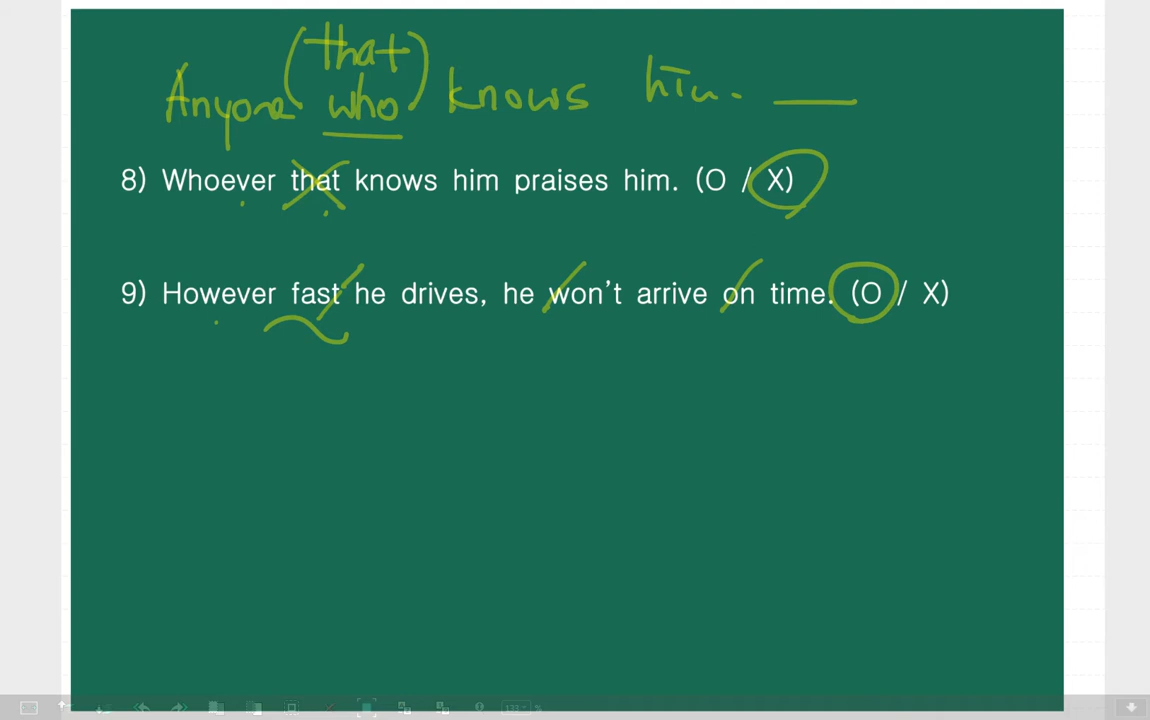 (that)
Anyone who knows him.
8) Whoever that knows him praises him. (O / X)
9) However fast he drives, he won't arrive on time. (O / X)
133 %